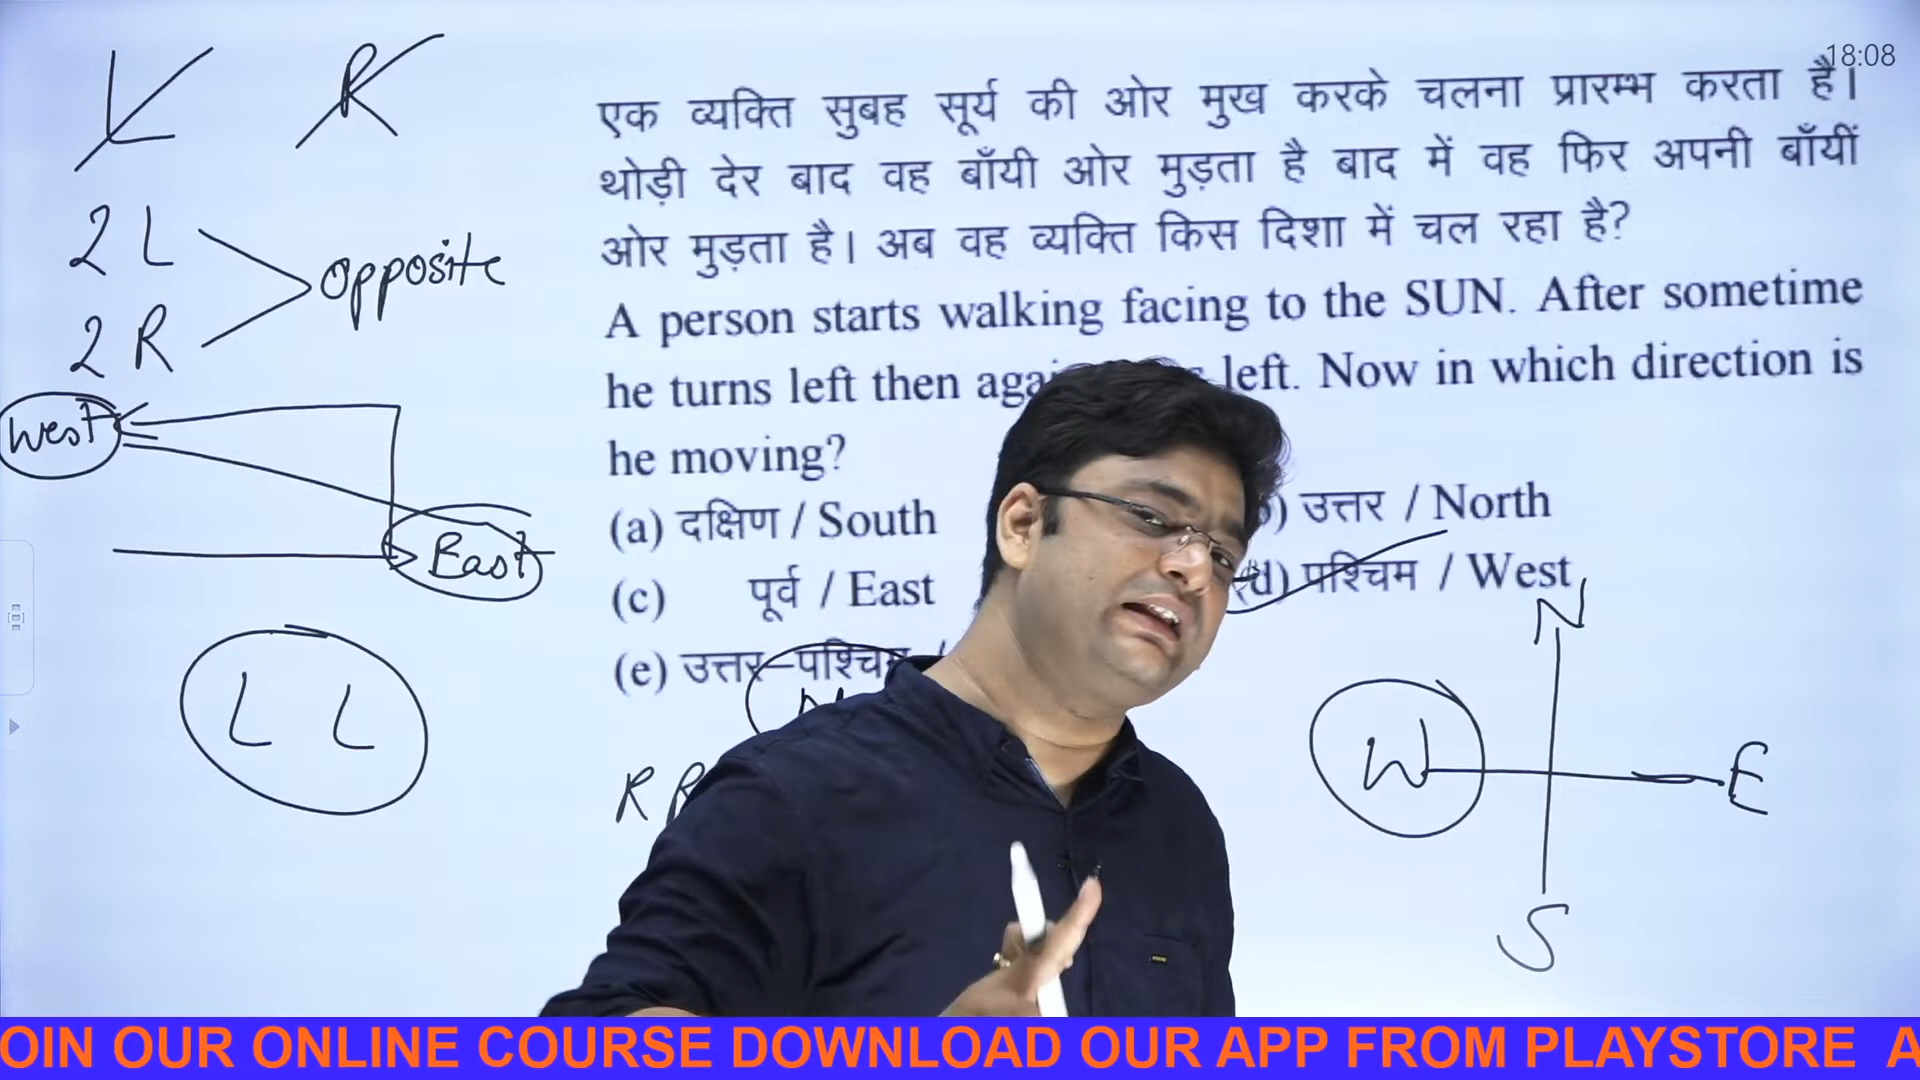 18:08
L R
2 L
2 R
opposite
West
East
L L
एक व्यक्ति सुबह सूर्य की ओर मुख करके चलना प्रारम्भ करता है।
थोड़ी देर बाद वह बाँयी ओर मुड़ता है बाद में वह फिर अपनी बाँयीं
ओर मुड़ता है। अब वह व्यक्ति किस दिशा में चल रहा है?
A person starts walking facing to the SUN. After sometime
he turns left then left. Now in which direction is
he moving?
(a) दक्षिण / South उत्तर / North
(c) पूर्व / East (d) पश्चिम / West
(e) उत्तर–पश्चिम /
R R
N
W E
S
OIN OUR ONLINE COURSE DOWNLOAD OUR APP FROM PLAYSTORE A